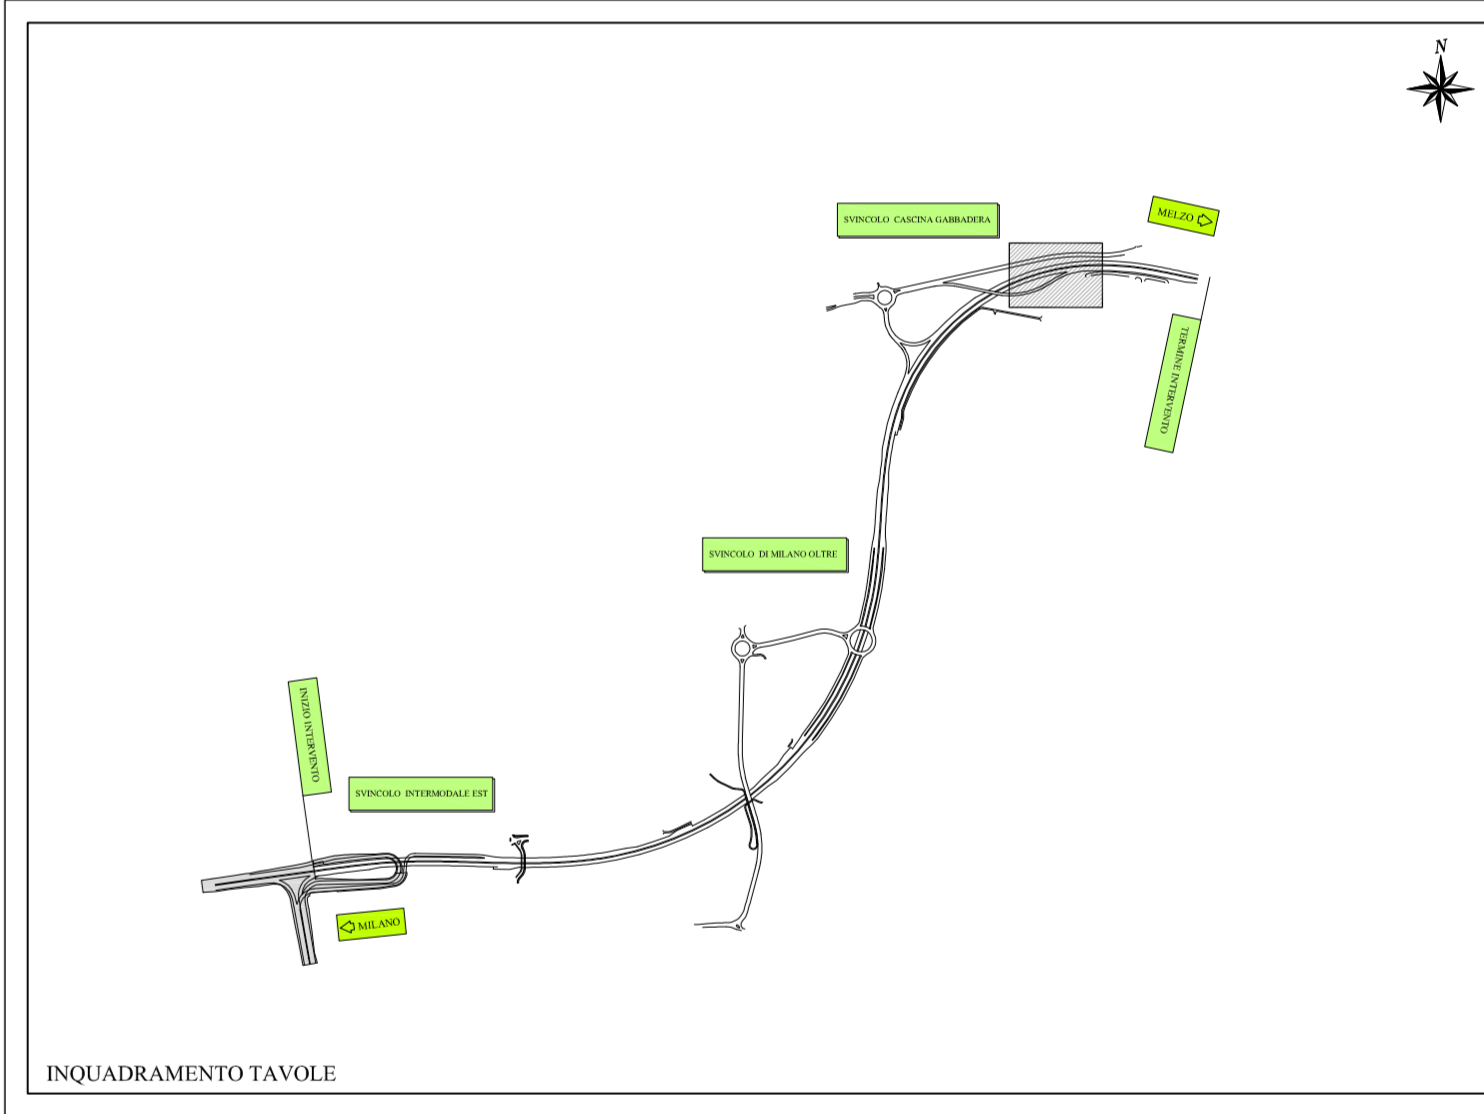 N
MELZO
SVINCOLO CASCINA GABBADERA
TERMINE INTERVENTO
SVINCOLO DI MILANO OLTRE
INIZIO INTERVENTO
SVINCOLO INTERMODALE EST
MILANO
INQUADRAMENTO TAVOLE